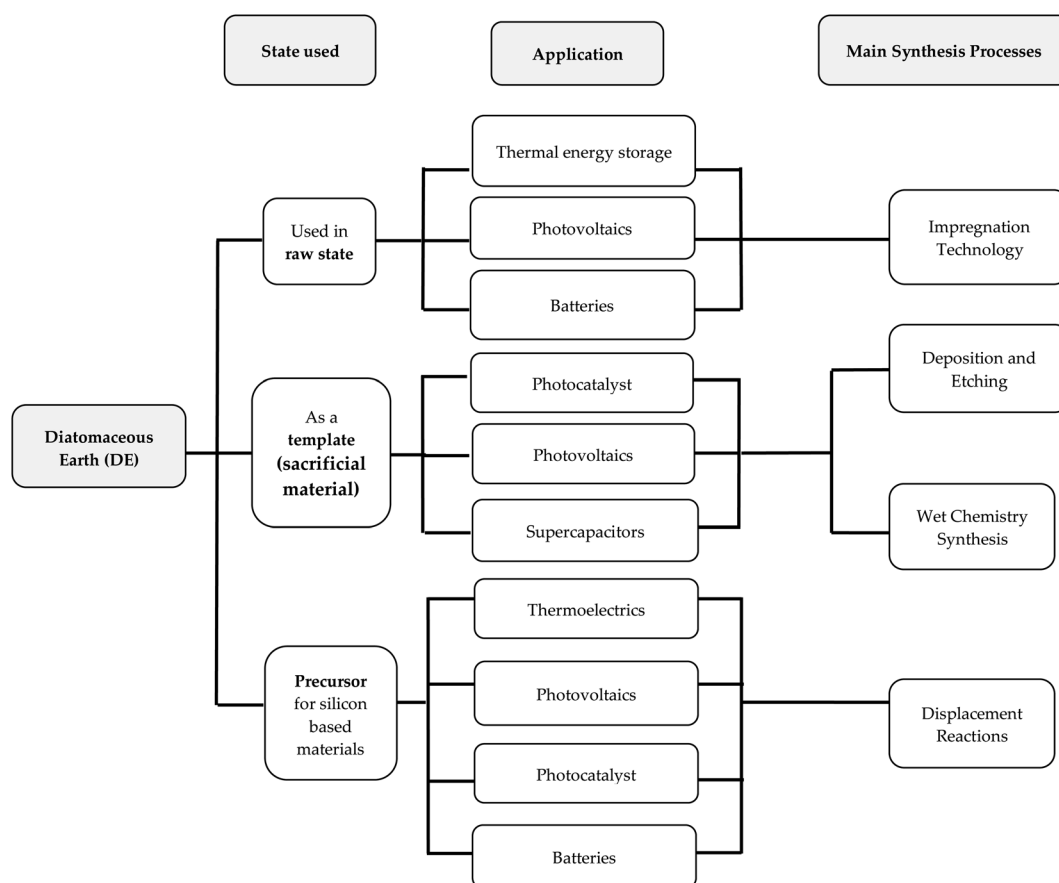 State used
Application
Main Synthesis Processes
Diatomaceous
Earth (DE)
Used in
raw state
Thermal energy storage
Photovoltaics
Batteries
Impregnation
Technology
As a
template
(sacrificial
material)
Photocatalyst
Photovoltaics
Supercapacitors
Deposition and
Etching
Wet Chemistry
Synthesis
Precursor
for silicon
based
materials
Thermoelectrics
Photovoltaics
Photocatalyst
Batteries
Displacement
Reactions